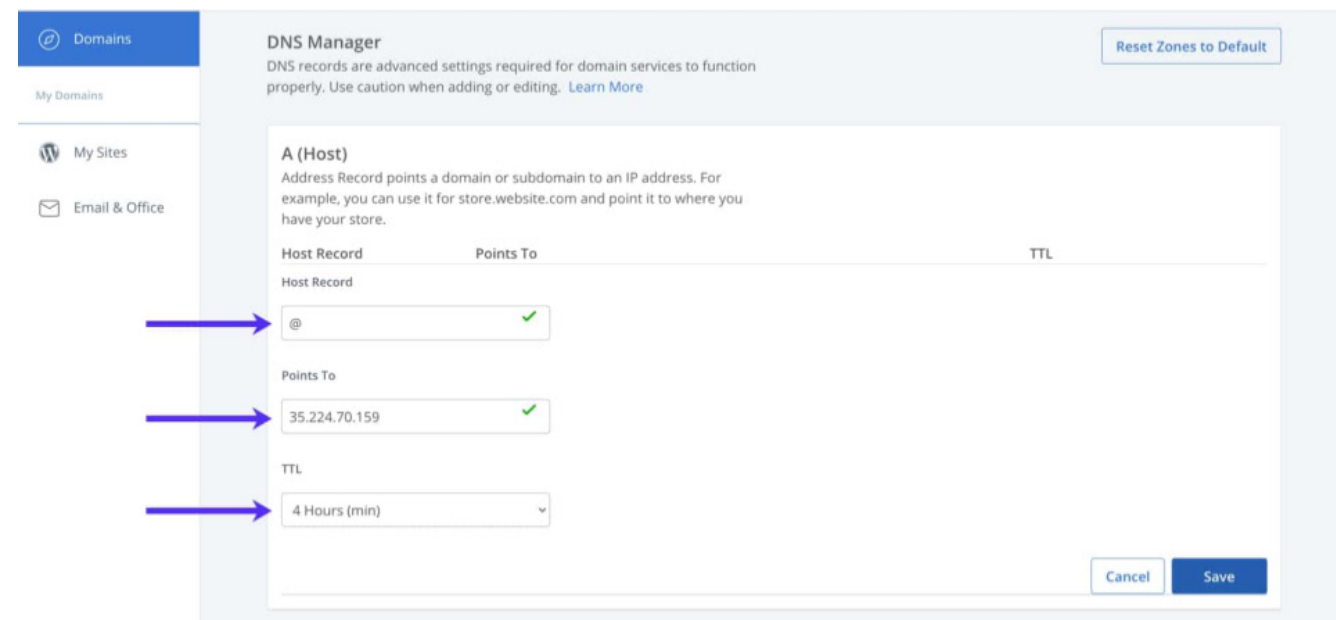 Domains
My Domains
My Sites
Email & Office
DNS Manager
DNS records are advanced settings required for domain services to function
properly. Use caution when adding or editing. Learn More
Reset Zones to Default
A (Host)
Address Record points a domain or subdomain to an IP address. For
example, you can use it for store.website.com and point it to where you
have your store.
Host Record Points To TTL
Host Record
@
Points To
35.224.70.159
TTL
4 Hours (min)
Cancel Save